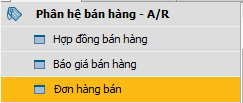 Phân hệ bán hàng - A/R
Hợp đồng bán hàng
Báo giá bán hàng
Đơn hàng bán